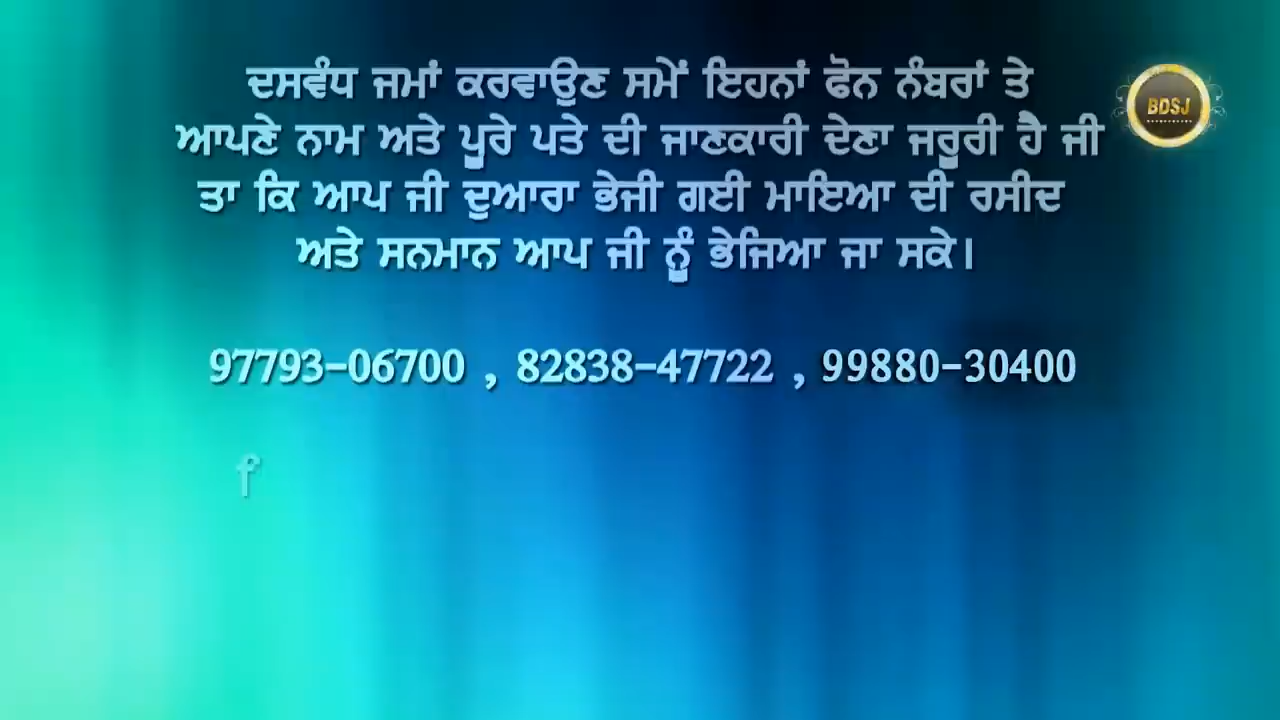 ਦਸਵੰਧ ਜਮਾਂ ਕਰਵਾਉਣ ਸਮੇਂ ਇਹਨਾਂ ਫੋਨ ਨੰਬਰਾਂ ਤੇ
ਆਪਣੇ ਨਾਮ ਅਤੇ ਪੂਰੇ ਪਤੇ ਦੀ ਜਾਣਕਾਰੀ ਦੇਣਾ ਜਰੂਰੀ ਹੈ ਜੀ
ਤਾ ਕਿ ਆਪ ਜੀ ਦੁਆਰਾ ਭੇਜੀ ਗਈ ਮਾਇਆ ਦੀ ਰਸੀਦ
ਅਤੇ ਸਨਮਾਨ ਆਪ ਜੀ ਨੂੰ ਭੇਜਿਆ ਜਾ ਸਕੇ।
97793-06700 , 82838-47722 , 99880-30400
BDSJ